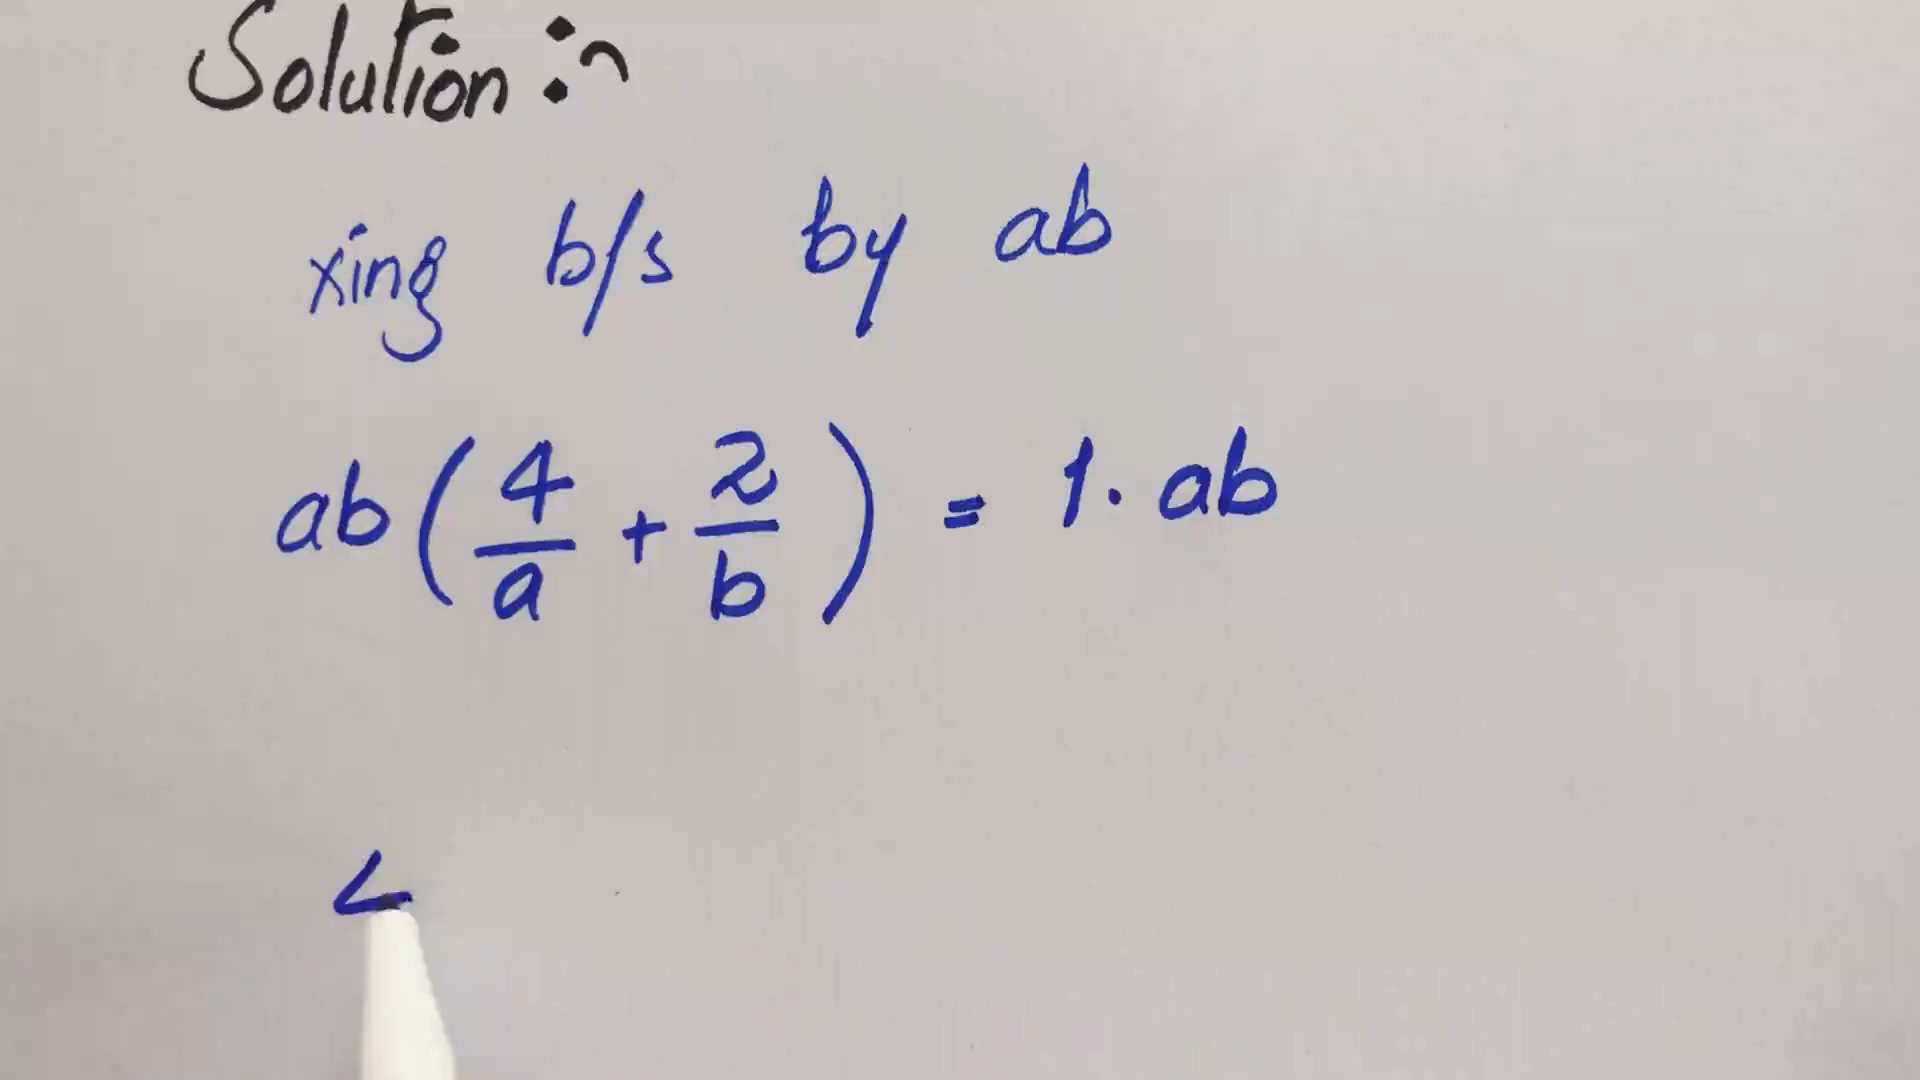 Solution :~
xing b/s by ab
ab(4/a + 2/b) = 1. ab